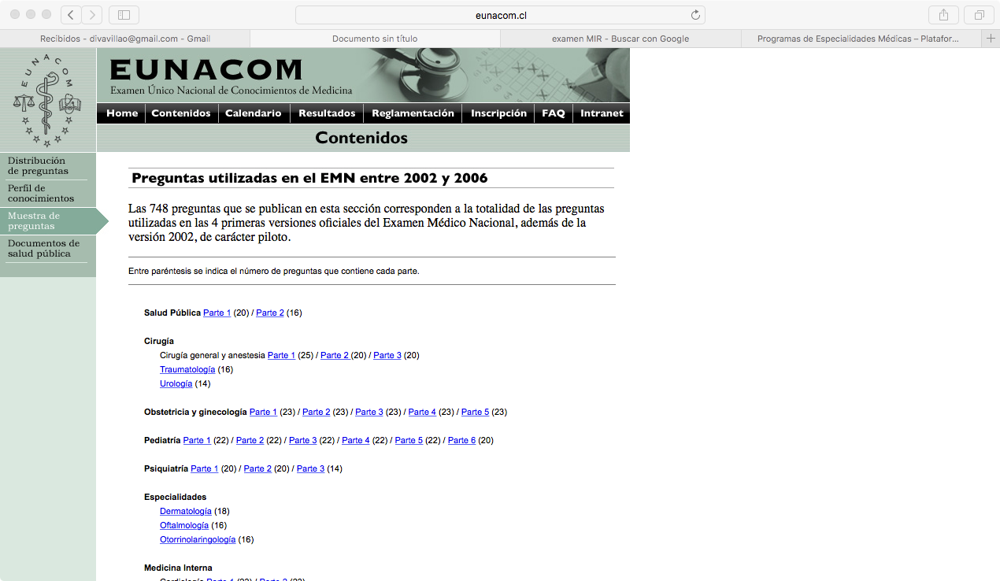 eunacom.cl
Recibidos - divavillao@gmail.com - Gmail
Documento sin título
examen MIR - Buscar con Google
Programas de Especialidades Médicas – Platafor...
EUNACOM
EUNACOM
Examen Único Nacional de Conocimientos de Medicina
Home
Contenidos
Calendario
Resultados
Reglamentación
Inscripción
FAQ
Intranet
Contenidos
Distribución
de preguntas
Perfil de
conocimientos
Muestra de
preguntas
Documentos de
salud pública
Preguntas utilizadas en el EMN entre 2002 y 2006
Las 748 preguntas que se publican en esta sección corresponden a la totalidad de las preguntas
utilizadas en las 4 primeras versiones oficiales del Examen Médico Nacional, además de la
versión 2002, de carácter piloto.
Entre paréntesis se indica el número de preguntas que contiene cada parte.
Salud Pública Parte 1 (20) / Parte 2 (16)
Cirugía
Cirugía general y anestesia Parte 1 (25) / Parte 2 (20) / Parte 3 (20)
Traumatología (16)
Urología (14)
Obstetricia y ginecología Parte 1 (23) / Parte 2 (23) / Parte 3 (23) / Parte 4 (23) / Parte 5 (23)
Pediatría Parte 1 (22) / Parte 2 (22) / Parte 3 (22) / Parte 4 (22) / Parte 5 (22) / Parte 6 (20)
Psiquiatría Parte 1 (20) / Parte 2 (20) / Parte 3 (14)
Especialidades
Dermatología (18)
Oftalmología (16)
Otorrinolaringología (16)
Medicina Interna